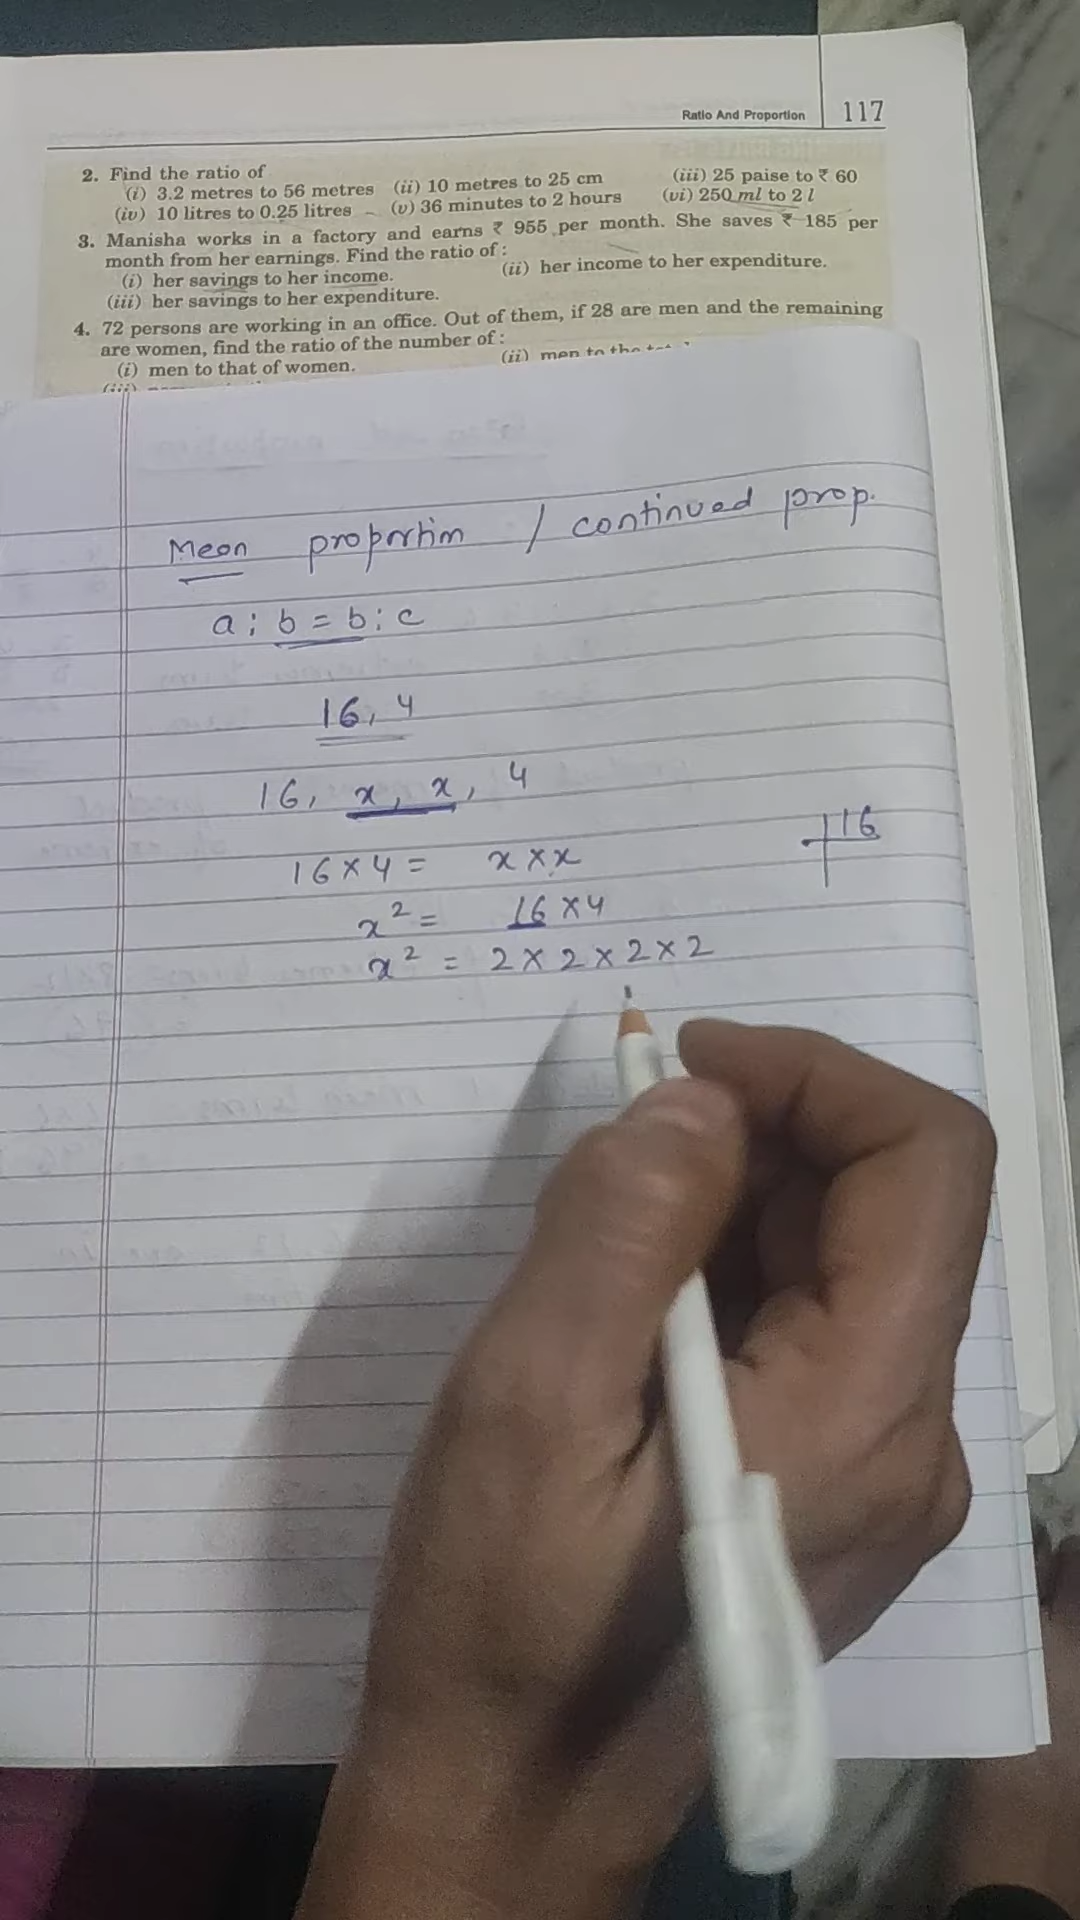 Ratio And Proportion 117
2. Find the ratio of
(i) 3.2 metres to 56 metres (ii) 10 metres to 25 cm (iii) 25 paise to ₹ 60
(iv) 10 litres to 0.25 litres (v) 36 minutes to 2 hours (vi) 250 ml to 2 l
3. Manisha works in a factory and earns ₹ 955 per month. She saves ₹ 185 per
month from her earnings. Find the ratio of :
(i) her savings to her income. (ii) her income to her expenditure.
(iii) her savings to her expenditure.
4. 72 persons are working in an office. Out of them, if 28 are men and the remaining
are women, find the ratio of the number of :
(i) men to that of women. (ii) men to the
(iii)
Mean proportion / continued prop.
a : b = b : c
16, 4
16, x, x, 4
16 × 4 = x × x
16
x² = 16 × 4
x² = 2 × 2 × 2 × 2